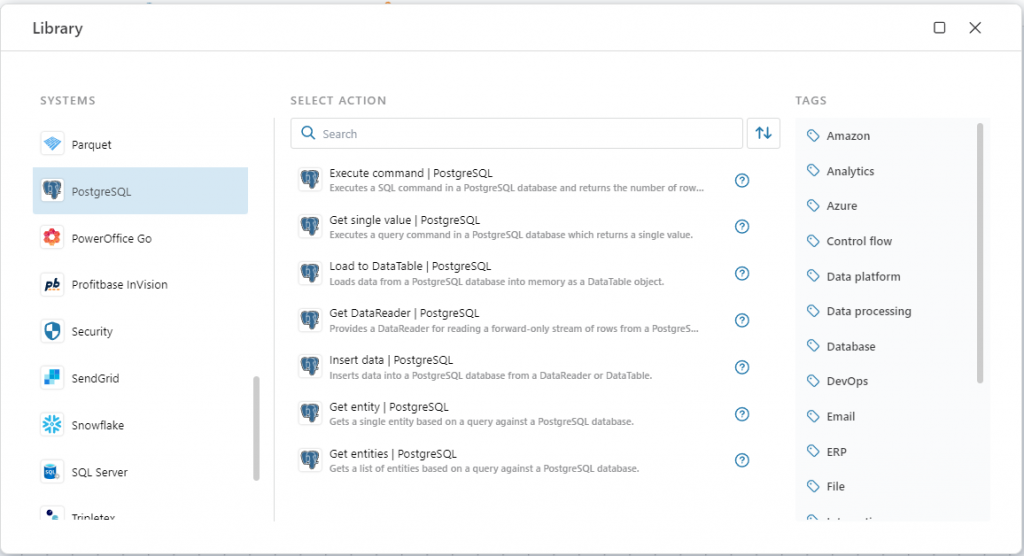 Library
SYSTEMS
Parquet
PostgreSQL
PowerOffice Go
pb
Profitbase InVision
Security
SendGrid
Snowflake
SQL
SQL Server
Tripletex
SELECT ACTION
Search
Execute command | PostgreSQL
Executes a SQL command in a PostgreSQL database and returns the number of row...
Get single value | PostgreSQL
Executes a query command in a PostgreSQL database which returns a single value.
Load to DataTable | PostgreSQL
Loads data from a PostgreSQL database into memory as a DataTable object.
Get DataReader | PostgreSQL
Provides a DataReader for reading a forward-only stream of rows from a PostgreS...
Insert data | PostgreSQL
Inserts data into a PostgreSQL database from a DataReader or DataTable.
Get entity | PostgreSQL
Gets a single entity based on a query against a PostgreSQL database.
Get entities | PostgreSQL
Gets a list of entities based on a query against a PostgreSQL database.
TAGS
Amazon
Analytics
Azure
Control flow
Data platform
Data processing
Database
DevOps
Email
ERP
File